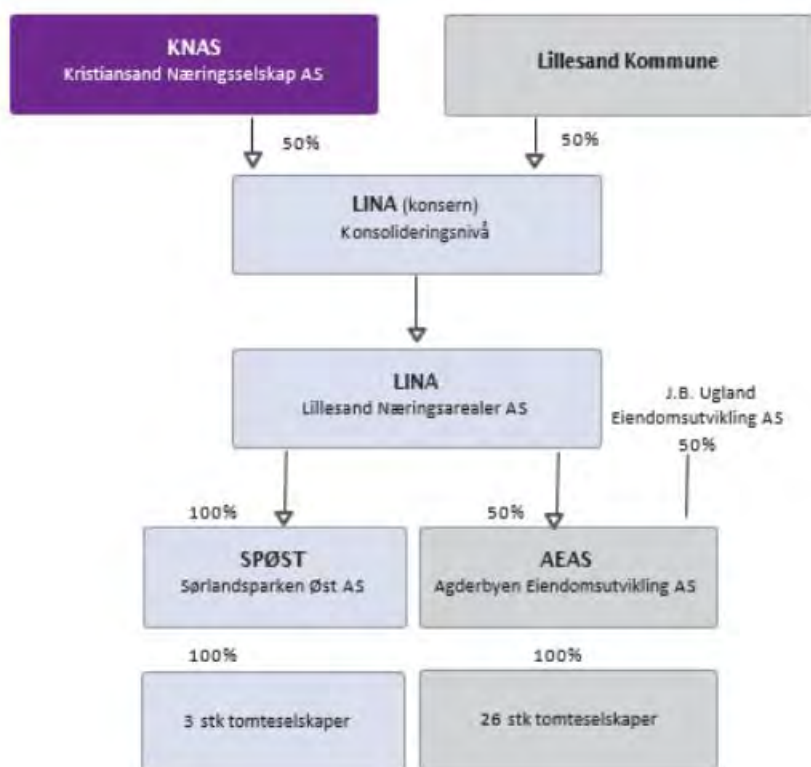 KNAS
Kristiansand Næringsselskap AS
Lillesand Kommune
50%
50%
LINA (konsern)
Konsolideringsnivå
LINA
Lillesand Næringsarealer AS
J.B. Ugland
Eiendomsutvikling AS
50%
100%
50%
SPØST
Sørlandsparken Øst AS
AEAS
Agderbyen Eiendomsutvikling AS
100%
100%
3 stk tomteselskaper
26 stk tomteselskaper